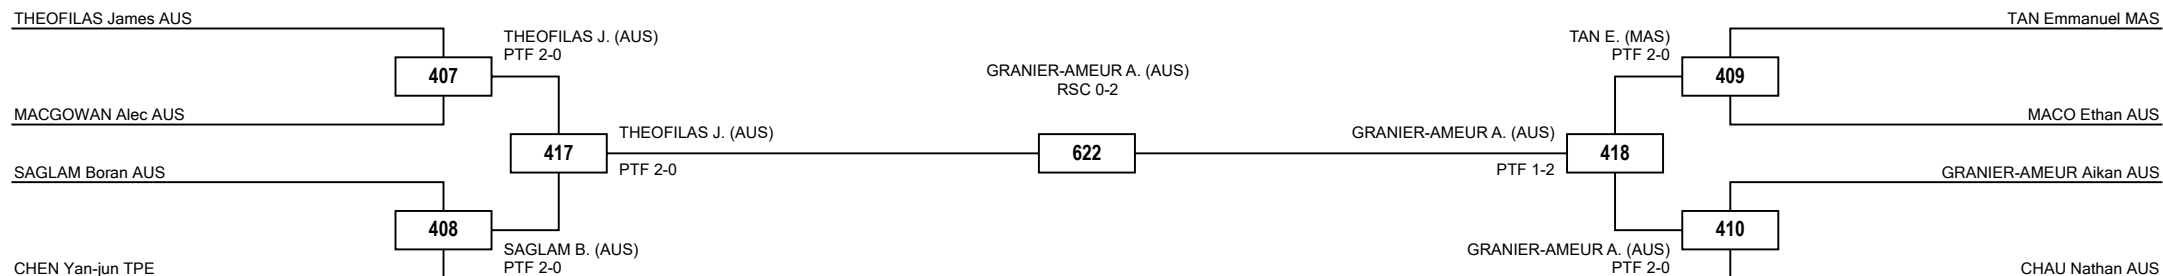 THEOFILAS James AUS
THEOFILAS J. (AUS)
PTF 2-0
407
MACGOWAN Alec AUS
THEOFILAS J. (AUS)
417
PTF 2-0
SAGLAM Boran AUS
408
SAGLAM B. (AUS)
PTF 2-0
CHEN Yan-jun TPE
GRANIER-AMEUR A. (AUS)
RSC 0-2
622
TAN Emmanuel MAS
TAN E. (MAS)
PTF 2-0
409
MACO Ethan AUS
GRANIER-AMEUR A. (AUS)
418
PTF 1-2
GRANIER-AMEUR Aikan AUS
410
GRANIER-AMEUR A. (AUS)
PTF 2-0
CHAU Nathan AUS